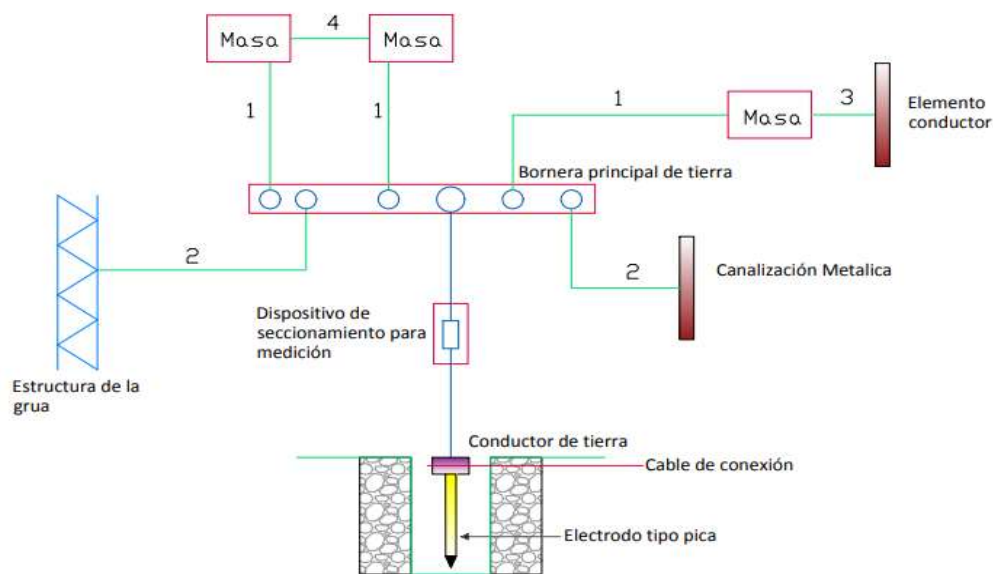 4
Masa
Masa
1
1
1
Masa
3
Elemento
conductor
Bornera principal de tierra
2
2
Canalización Metalica
Dispositivo de
seccionamiento para
medición
Estructura de la
grua
Conductor de tierra
Cable de conexión
Electrodo tipo pica